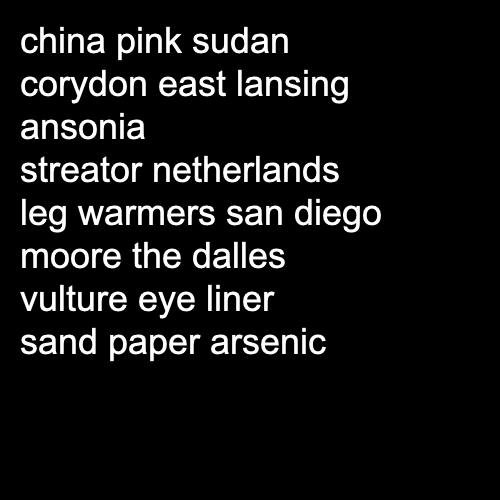 china pink sudan
corydon east lansing
ansonia
streator netherlands
leg warmers san diego
moore the dalles
vulture eye liner
sand paper arsenic